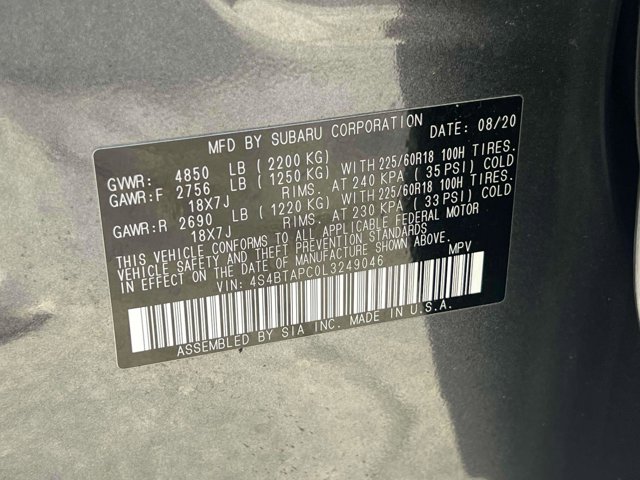 MFD BY SUBARU CORPORATION DATE: 08/20
GVWR: 4850 LB (2200 KG)
GAWR:F 2756 LB (1250 KG) WITH 225/60R18 100H TIRES.
18X7J RIMS. AT 240 KPA (35 PSI) COLD
GAWR:R 2690 LB (1220 KG) WITH 225/60R18 100H TIRES.
18X7J RIMS. AT 230 KPA (33 PSI) COLD
THIS VEHICLE CONFORMS TO ALL APPLICABLE FEDERAL MOTOR
VEHICLE SAFETY AND THEFT PREVENTION STANDARDS
IN EFFECT ON THE DATE OF MANUFACTURE SHOWN ABOVE.
VIN: 4S4BTAPC0L3249046 MPV
ASSEMBLED BY SIA INC. MADE IN U.S.A.